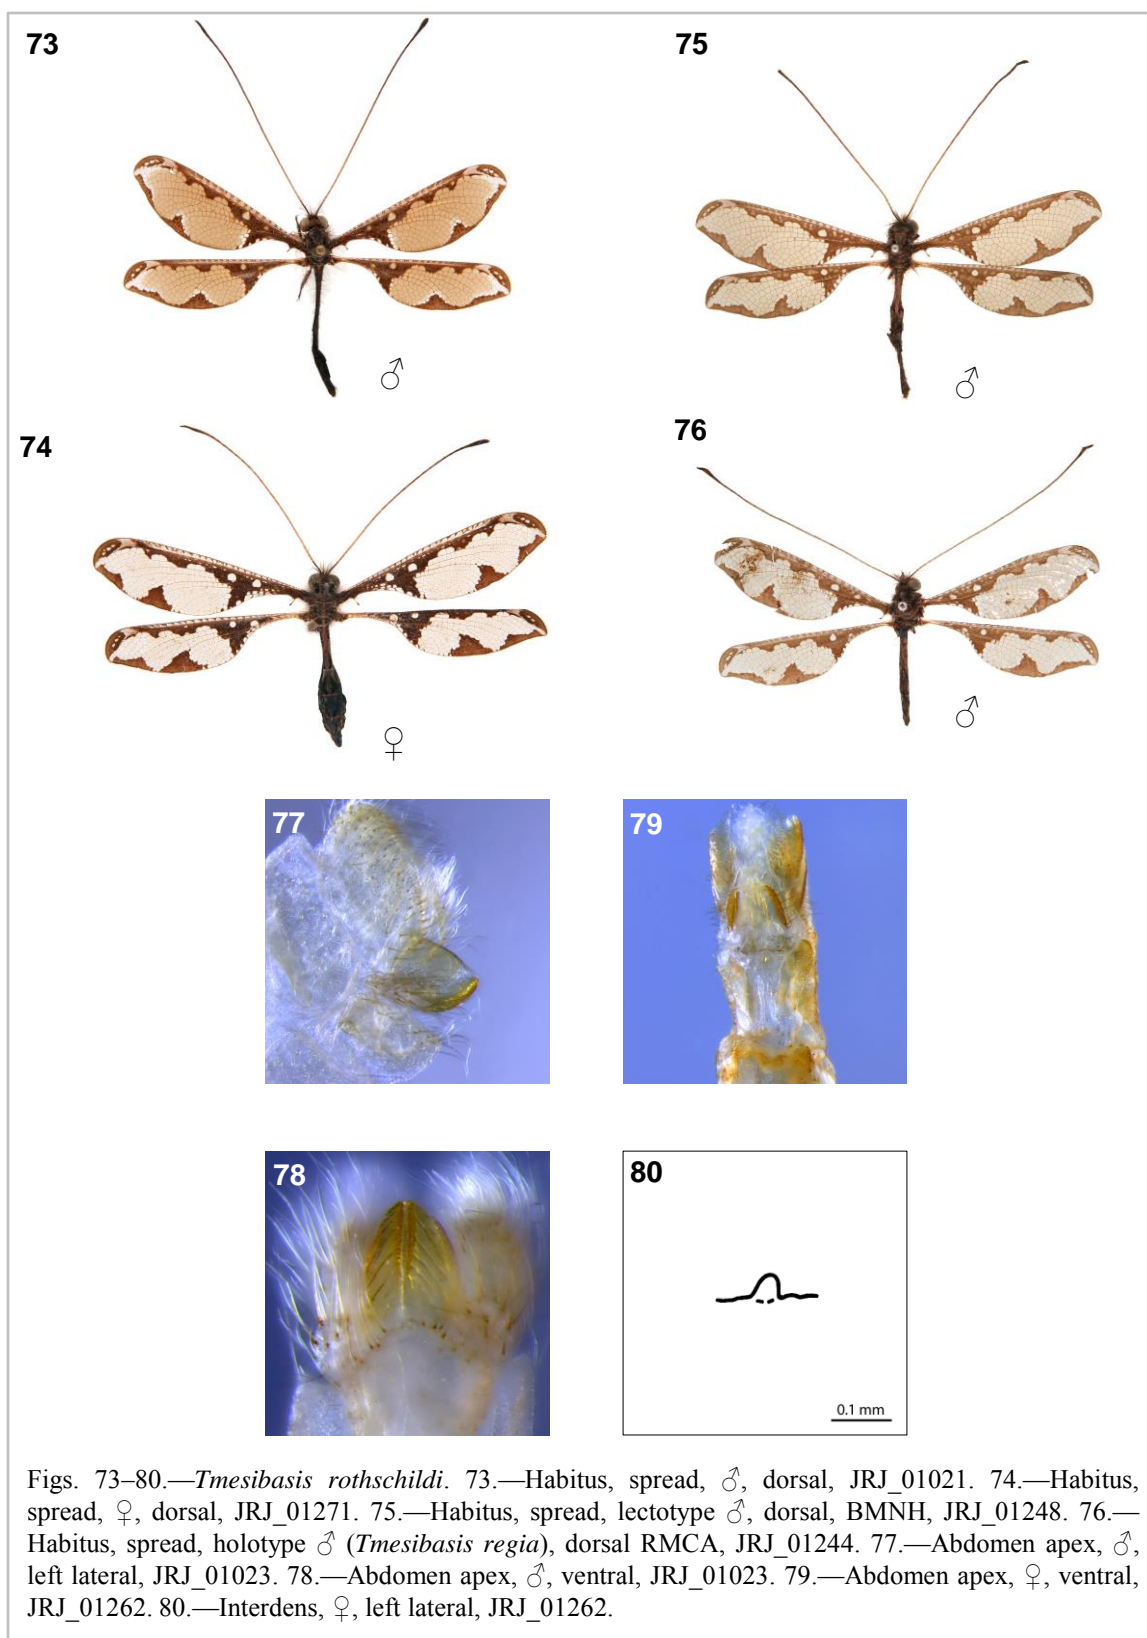 73
75
♂
♂
74
76
♀
♂
77
79
78
80
0.1 mm
Figs. 73–80.—Tmesibasis rothschildi. 73.—Habitus, spread, ♂, dorsal, JRJ_01021. 74.—Habitus,
spread, ♀, dorsal, JRJ_01271. 75.—Habitus, spread, lectotype ♂, dorsal, BMNH, JRJ_01248. 76.—
Habitus, spread, holotype ♂ (Tmesibasis regia), dorsal RMCA, JRJ_01244. 77.—Abdomen apex, ♂,
left lateral, JRJ_01023. 78.—Abdomen apex, ♂, ventral, JRJ_01023. 79.—Abdomen apex, ♀, ventral,
JRJ_01262. 80.—Interdens, ♀, left lateral, JRJ_01262.